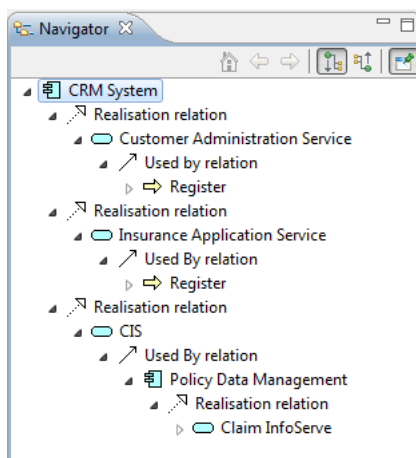 Navigator
CRM System
Realisation relation
Customer Administration Service
Used by relation
Register
Realisation relation
Insurance Application Service
Used By relation
Register
Realisation relation
CIS
Used By relation
Policy Data Management
Realisation relation
Claim InfoServe